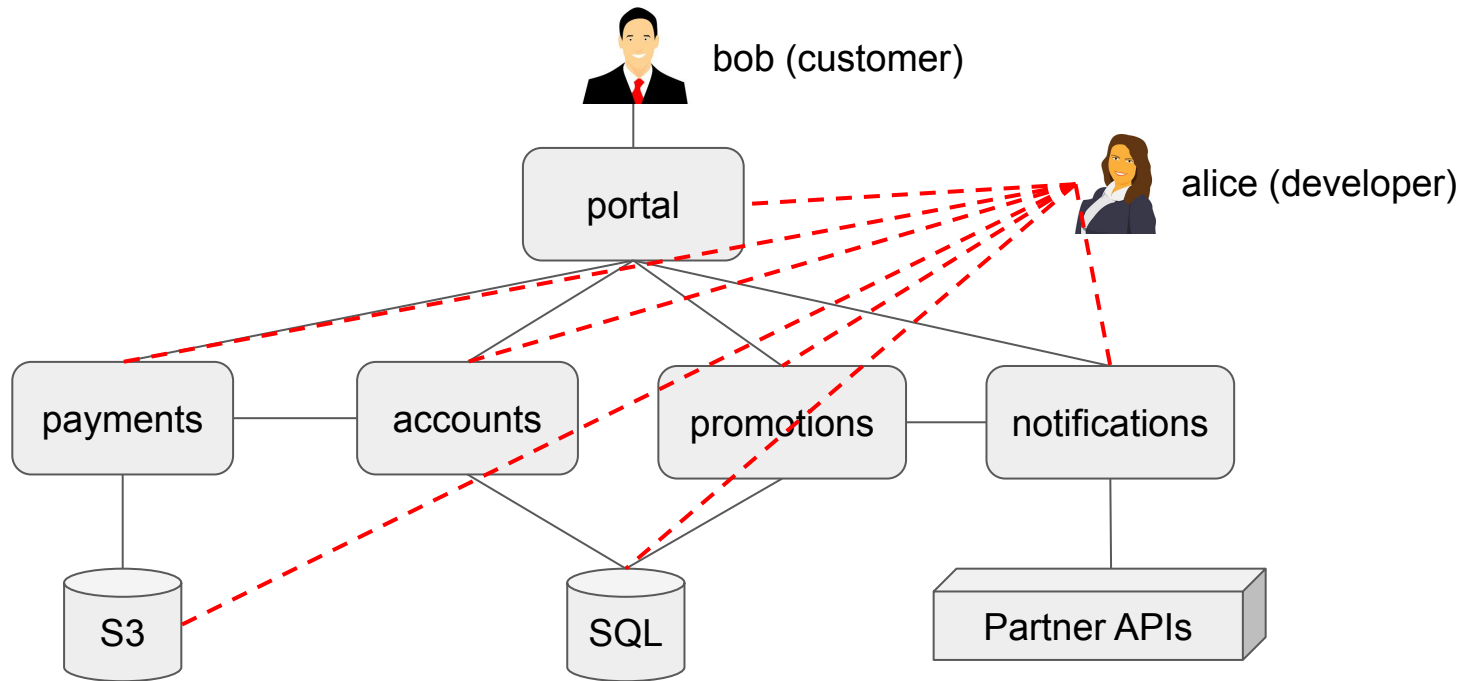 bob (customer)
alice (developer)
portal
payments
accounts
promotions
notifications
S3
SQL
Partner APIs